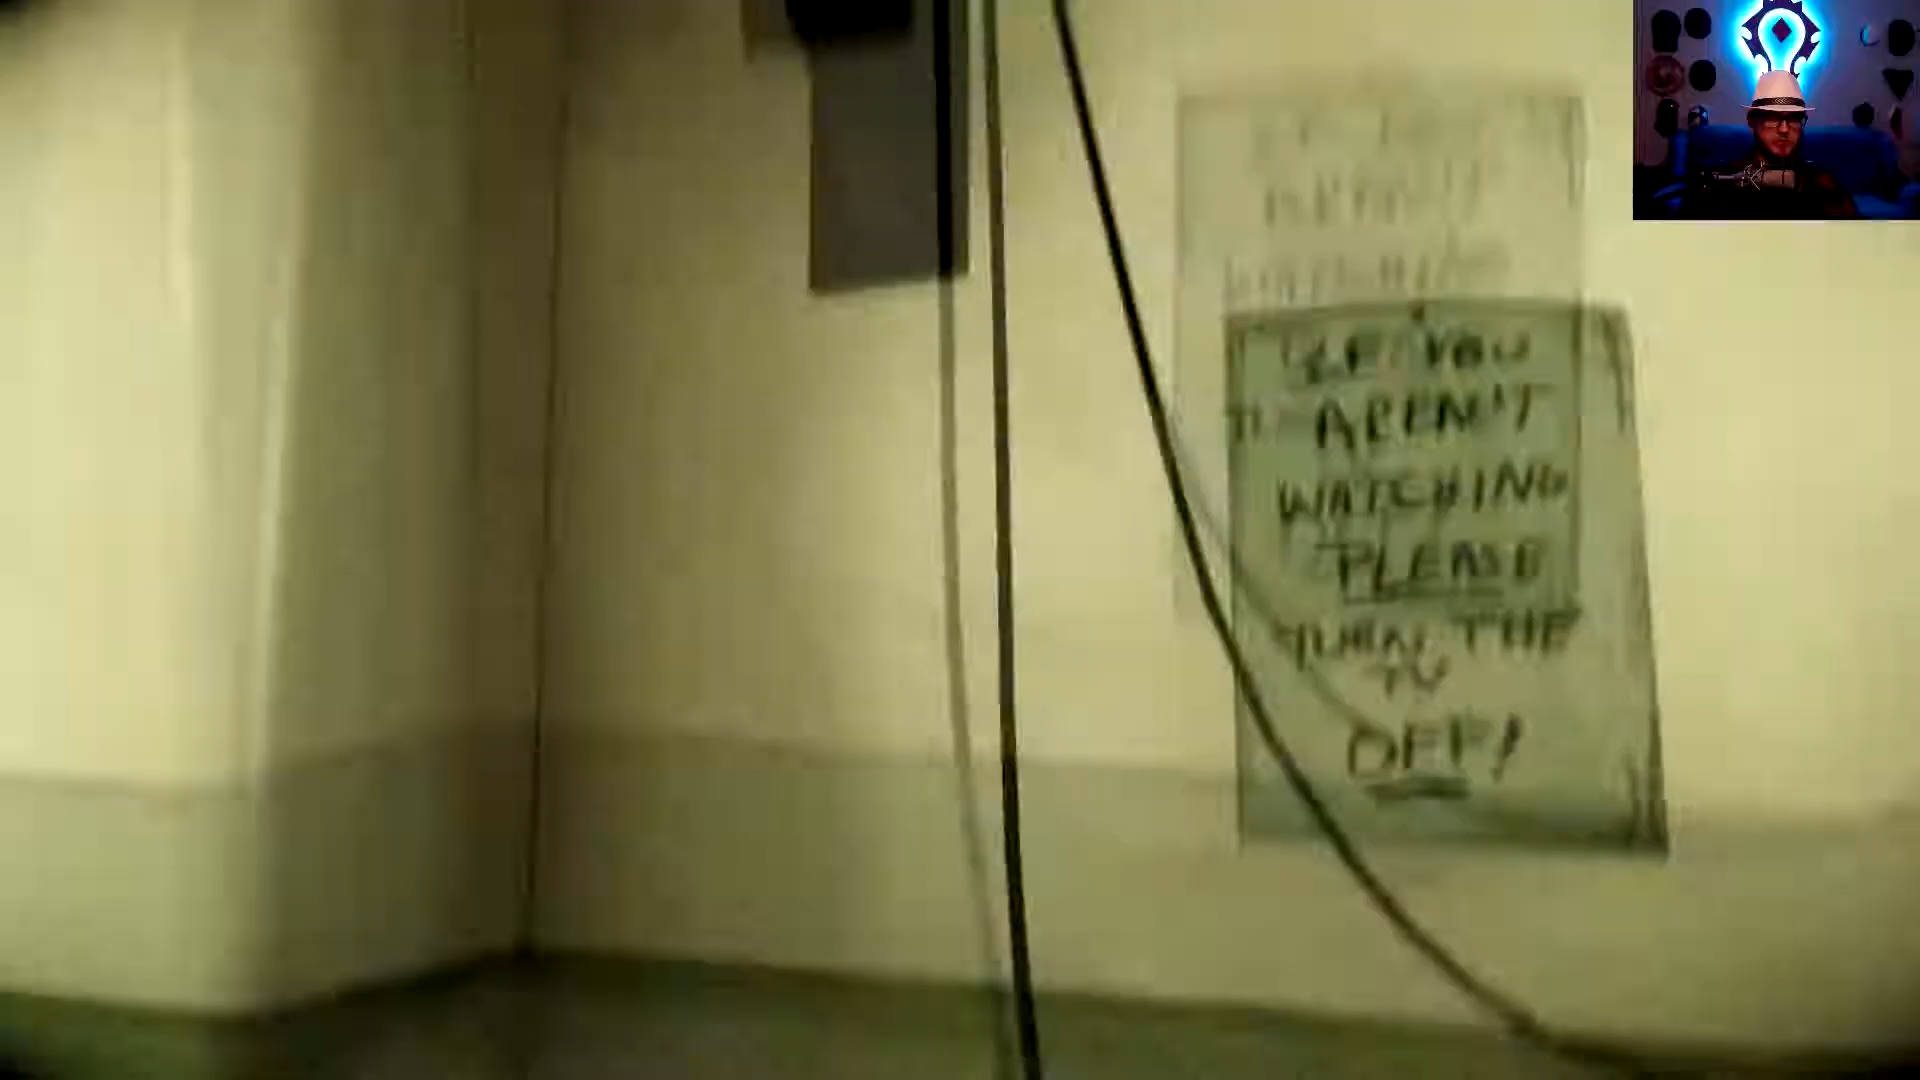 IF YOU
AREN'T
WATCHING
PLEASE
TURN THE
TV
OFF!